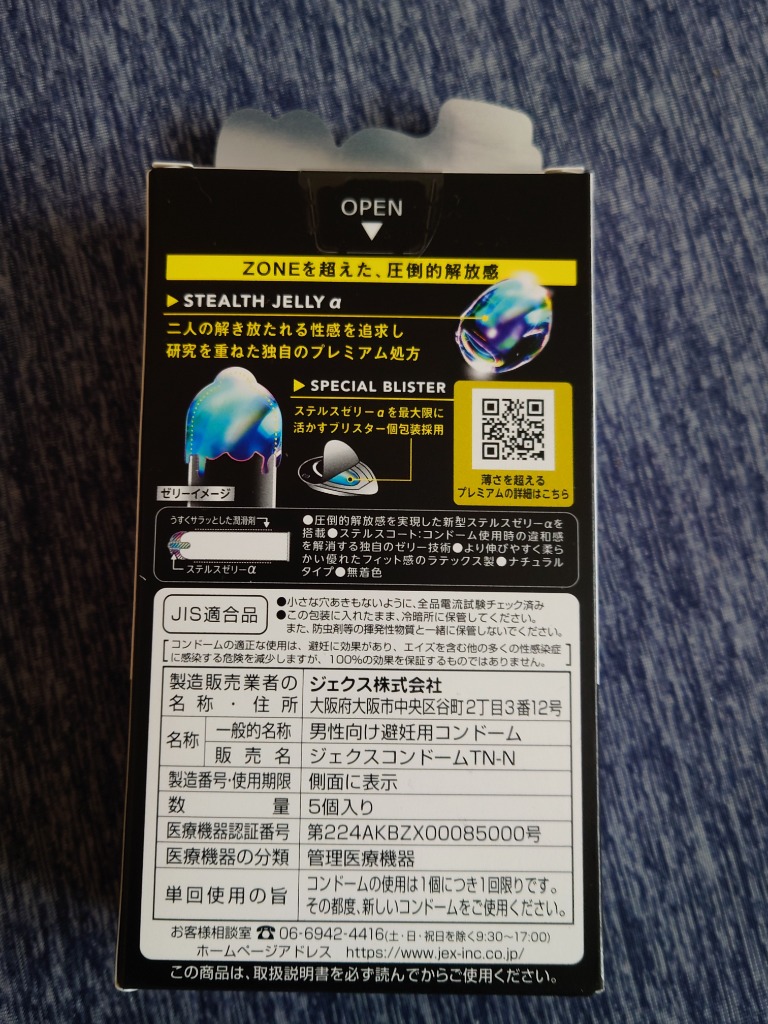 OPEN
ZONEを超えた、圧倒的解放感
STEALTH JELLY α
二人の解き放たれる性感を追求し
研究を重ねた独自のプレミアム処方
SPECIAL BLISTER
ステルスゼリーαを最大限に
活かすブリスター個包装採用
ゼリーイメージ
薄さを超える
プレミアムの詳細はこちら
うすくサラッとした潤滑剤
ステルスゼリーα
●圧倒的解放感を実現した新型ステルスゼリーαを
搭載●ステルスコート:コンドーム使用時の違和感
を解消する独自のゼリー技術●より伸びやすく柔ら
かい優れたフィット感のラテックス製●ナチュラル
タイプ●無着色
JIS適合品
●小さな穴あきもないように、全品電流試験チェック済み
●この包装に入れたまま、冷暗所に保管してください。
また、防虫剤等の揮発性物質と一緒に保管しないでください。
コンドームの適正な使用は、避妊に効果があり、エイズを含む他の多くの性感染症
に感染する危険を減少しますが、100%の効果を保証するものではありません。
製造販売業者の
名称・住所
ジェクス株式会社
大阪府大阪市中央区谷町2丁目3番12号
名称
一般的名称 男性向け避妊用コンドーム
販売名 ジェクスコンドームTN-N
製造番号・使用期限 側面に表示
数量 5個入り
医療機器認証番号 第224AKBZX00085000号
医療機器の分類 管理医療機器
単回使用の旨
コンドームの使用は1個につき1回限りです。
その都度、新しいコンドームをご使用ください。
お客様相談室 ☎ 06-6942-4416(土・日・祝日を除く9:30~17:00)
ホームページアドレス https://www.jex-inc.co.jp/
この商品は、取扱説明書を必ず読んでからご使用ください。